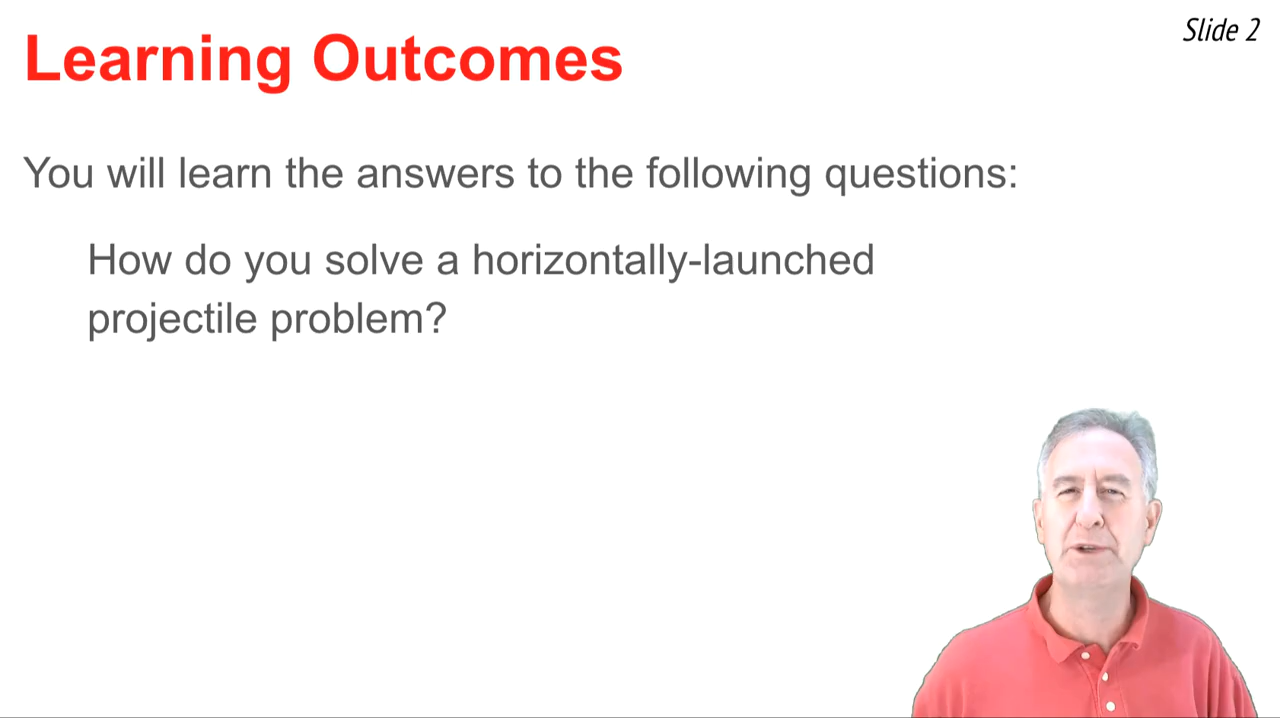 Slide 2
Learning Outcomes
You will learn the answers to the following questions:
How do you solve a horizontally-launched
projectile problem?